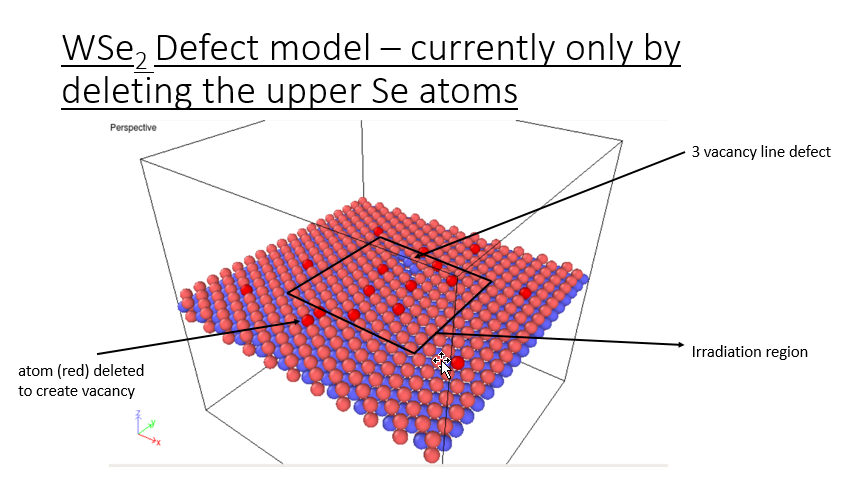 WSe2 Defect model – currently only by
deleting the upper Se atoms
Perspective
3 vacancy line defect
Irradiation region
atom (red) deleted
to create vacancy
z
y
x